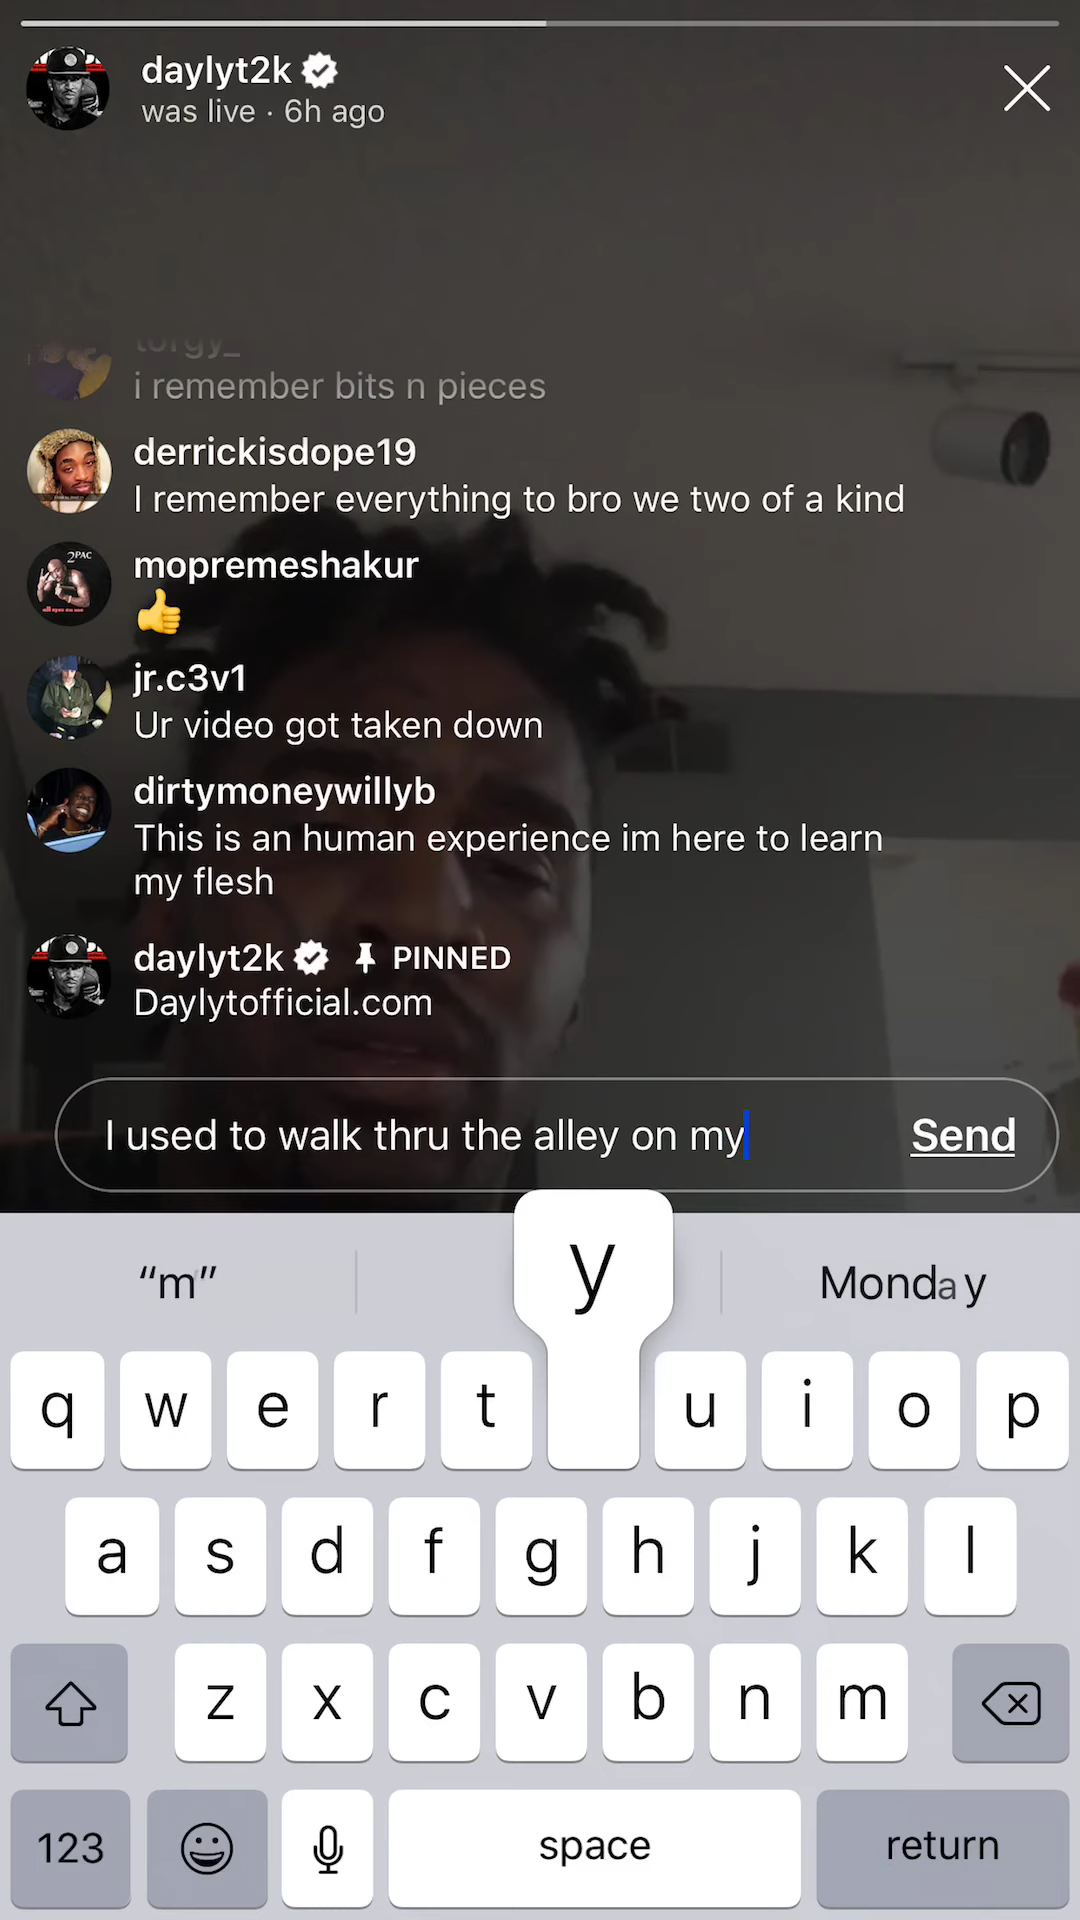 daylyt2k
was live · 6h ago
torgy_
i remember bits n pieces
derrickisdope19
I remember everything to bro we two of a kind
2PAC
mopremeshakur
jr.c3v1
Ur video got taken down
dirtymoneywillyb
This is an human experience im here to learn
my flesh
daylyt2k PINNED
Daylytofficial.com
I used to walk thru the alley on my Send
“m” Monday
y
q w e r t u i o p
a s d f g h j k l
z x c v b n m
123 space return